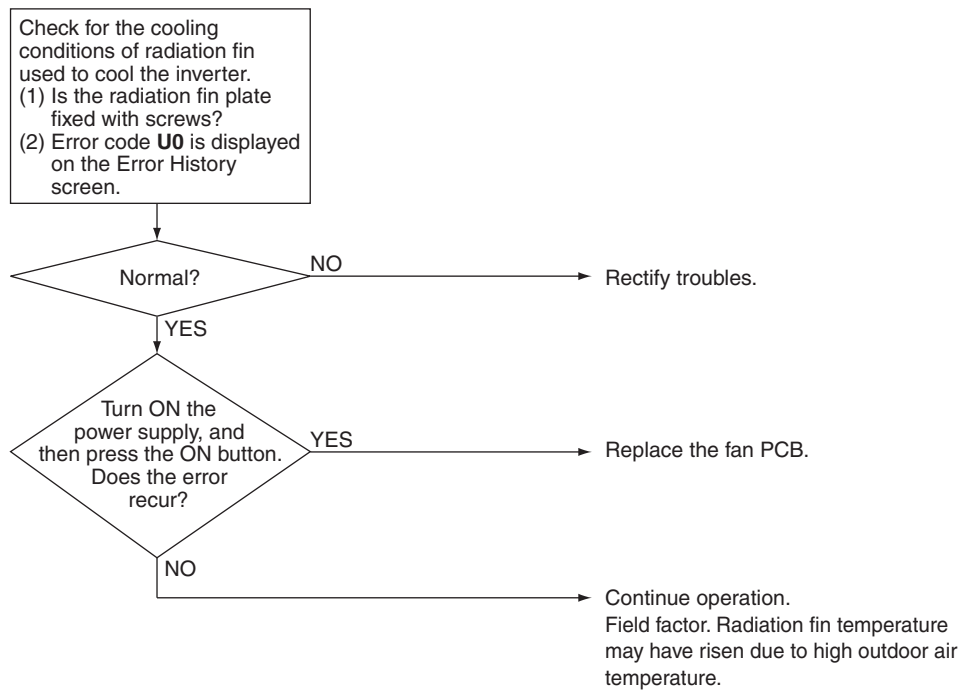 Check for the cooling
conditions of radiation fin
used to cool the inverter.
(1) Is the radiation fin plate
fixed with screws?
(2) Error code U0 is displayed
on the Error History
screen.
Normal?
NO
Rectify troubles.
YES
Turn ON the
power supply, and
then press the ON button.
Does the error
recur?
YES
Replace the fan PCB.
NO
Continue operation.
Field factor. Radiation fin temperature
may have risen due to high outdoor air
temperature.